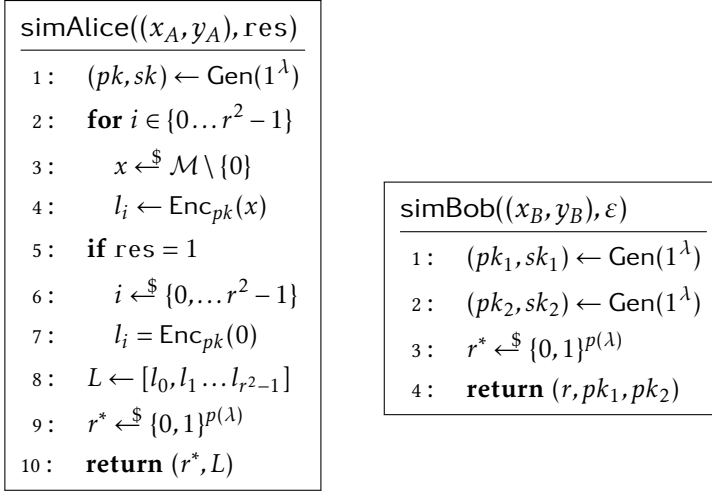 simAlice((x_A, y_A), res)
1: (pk, sk) ← Gen(1^λ)
2: for i ∈ {0…r^2 − 1}
3: x ←$ M \ {0}
4: l_i ← Enc_pk(x)
5: if res = 1
6: i ←$ {0,…r^2 − 1}
7: l_i = Enc_pk(0)
8: L ← [l_0, l_1 … l_{r^2−1}]
9: r^* ←$ {0,1}^{p(λ)}
10: return (r^*, L)
simBob((x_B, y_B), ε)
1: (pk_1, sk_1) ← Gen(1^λ)
2: (pk_2, sk_2) ← Gen(1^λ)
3: r^* ←$ {0,1}^{p(λ)}
4: return (r, pk_1, pk_2)